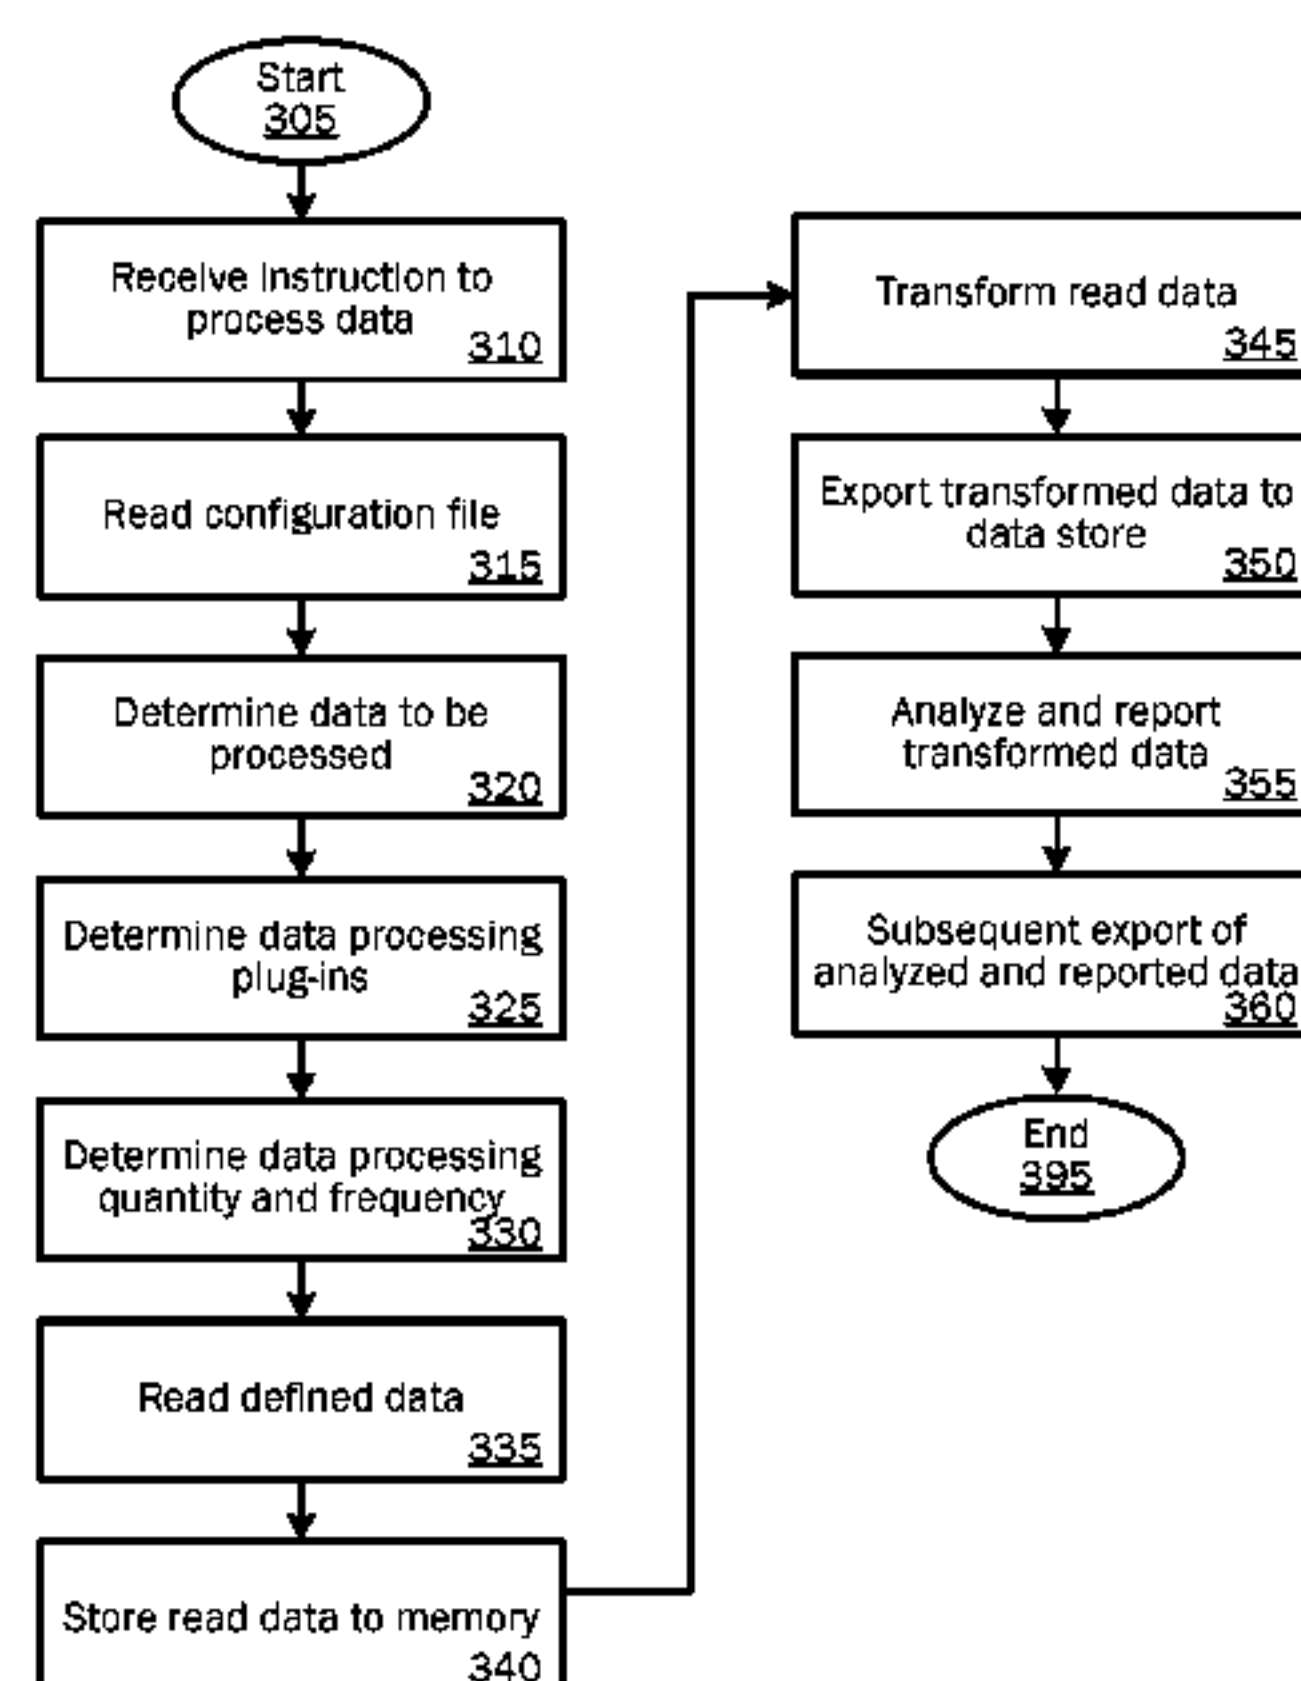 Start
305
Receive instruction to
process data
310
Read configuration file
315
Determine data to be
processed
320
Determine data processing
plug-ins
325
Determine data processing
quantity and frequency
330
Read defined data
335
Store read data to memory
340
Transform read data
345
Export transformed data to
data store
350
Analyze and report
transformed data
355
Subsequent export of
analyzed and reported data
360
End
395